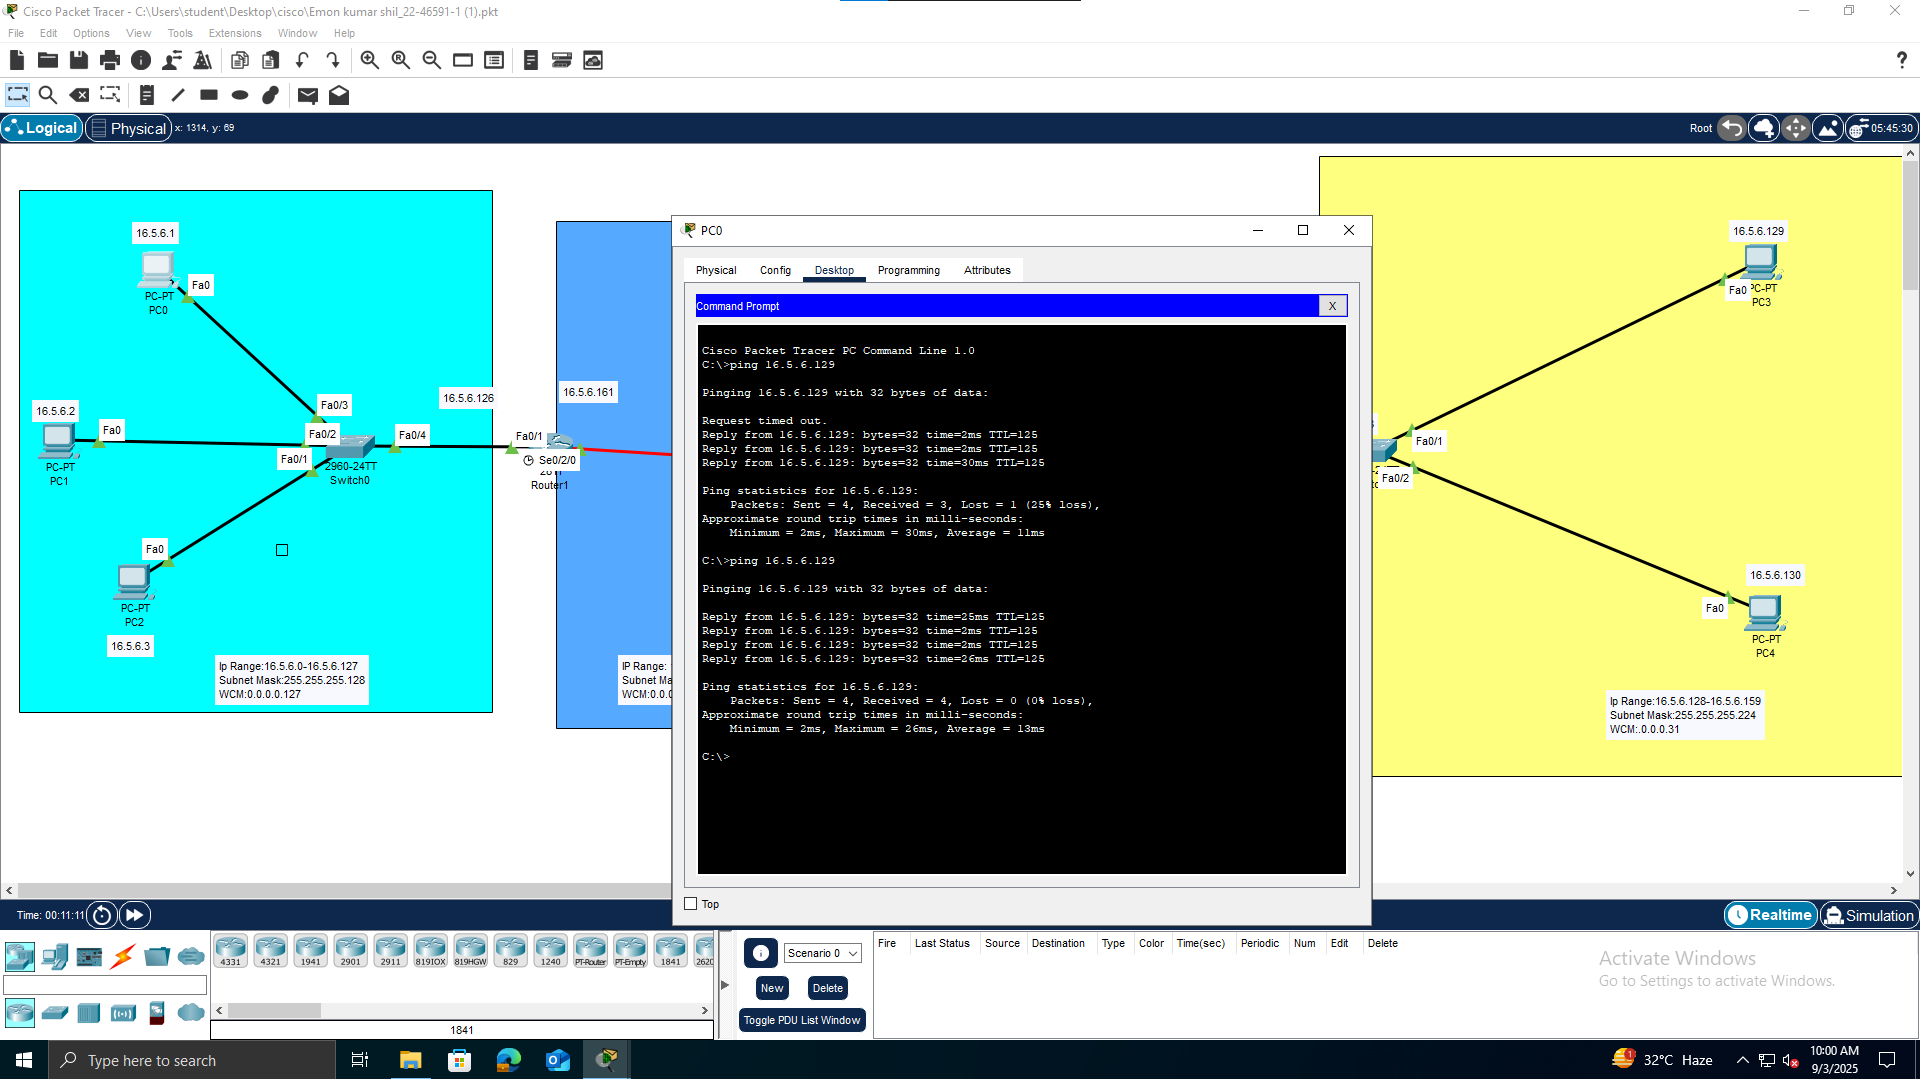 Cisco Packet Tracer - C:\Users\student\Desktop\cisco\Emon kumar shil_22-46591-1 (1).pkt
File Edit Options View Tools Extensions Window Help
?
Logical Physical x: 1314, y: 69
Root 05:45:30
16.5.6.1
Fa0
PC-PT
PC0
16.5.6.2
Fa0
PC-PT
PC1
Fa0/3
Fa0/2
Fa0/1
Fa0/4
2960-24TT
Switch0
16.5.6.126
Fa0/1
Se0/2/0
Router1
16.5.6.161
Fa0
PC-PT
PC2
16.5.6.3
Ip Range:16.5.6.0-16.5.6.127
Subnet Mask:255.255.255.128
WCM:0.0.0.0.127
IP Range:
Subnet Ma
WCM:0.0.0
PC0
Physical Config Desktop Programming Attributes
Command Prompt X
Cisco Packet Tracer PC Command Line 1.0
C:\>ping 16.5.6.129
Pinging 16.5.6.129 with 32 bytes of data:
Request timed out.
Reply from 16.5.6.129: bytes=32 time=2ms TTL=125
Reply from 16.5.6.129: bytes=32 time=2ms TTL=125
Reply from 16.5.6.129: bytes=32 time=30ms TTL=125
Ping statistics for 16.5.6.129:
Packets: Sent = 4, Received = 3, Lost = 1 (25% loss),
Approximate round trip times in milli-seconds:
Minimum = 2ms, Maximum = 30ms, Average = 11ms
C:\>ping 16.5.6.129
Pinging 16.5.6.129 with 32 bytes of data:
Reply from 16.5.6.129: bytes=32 time=25ms TTL=125
Reply from 16.5.6.129: bytes=32 time=2ms TTL=125
Reply from 16.5.6.129: bytes=32 time=2ms TTL=125
Reply from 16.5.6.129: bytes=32 time=26ms TTL=125
Ping statistics for 16.5.6.129:
Packets: Sent = 4, Received = 4, Lost = 0 (0% loss),
Approximate round trip times in milli-seconds:
Minimum = 2ms, Maximum = 26ms, Average = 13ms
C:\>
Top
16.5.6.129
Fa0
PC-PT
PC3
Fa0/1
Fa0/2
16.5.6.130
Fa0
PC-PT
PC4
Ip Range:16.5.6.128-16.5.6.159
Subnet Mask:255.255.255.224
WCM:.0.0.0.31
Time: 00:11:11
Realtime Simulation
4331 4321 1941 2901 2911 819IOX 819HGW 829 1240 PT-Router PT-Empty 1841 2620
1841
Scenario 0
New Delete
Toggle PDU List Window
Fire Last Status Source Destination Type Color Time(sec) Periodic Num Edit Delete
Activate Windows
Go to Settings to activate Windows.
Type here to search
1
32°C Haze
10:00 AM
9/3/2025